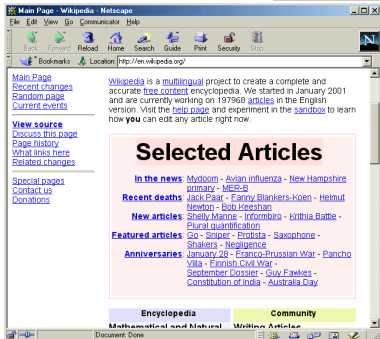 Main Page - Wikipedia - Netscape
File Edit View Go Communicator Help
Back Forward Reload Home Search Guide Print Security Stop
N
Bookmarks Location: http://en.wikipedia.org/
Main Page
Recent changes
Random page
Current events
View source
Discuss this page
Page history
What links here
Related changes
Special pages
Contact us
Donations
Wikipedia is a multilingual project to create a complete and
accurate free content encyclopedia. We started in January 2001
and are currently working on 197968 articles in the English
version. Visit the help page and experiment in the sandbox to learn
how you can edit any article right now.
Selected Articles
In the news: Mydoom - Avian influenza - New Hampshire
primary - MER-B
Recent deaths: Jack Paar - Fanny Blankers-Koen - Helmut
Newton - Bob Keeshan
New articles: Shelly Manne - Informbiro - Krithia Battle -
Plural quantification
Featured articles: Go - Sniper - Protista - Saxophone -
Shakers - Negligence
Anniversaries: January 28 - Franco-Prussian War - Pancho
Villa - Finnish Civil War -
September Dossier - Guy Fawkes -
Constitution of India - Australia Day
Encyclopedia Community
Mathematical and Natural Writing Articles
Document: Done